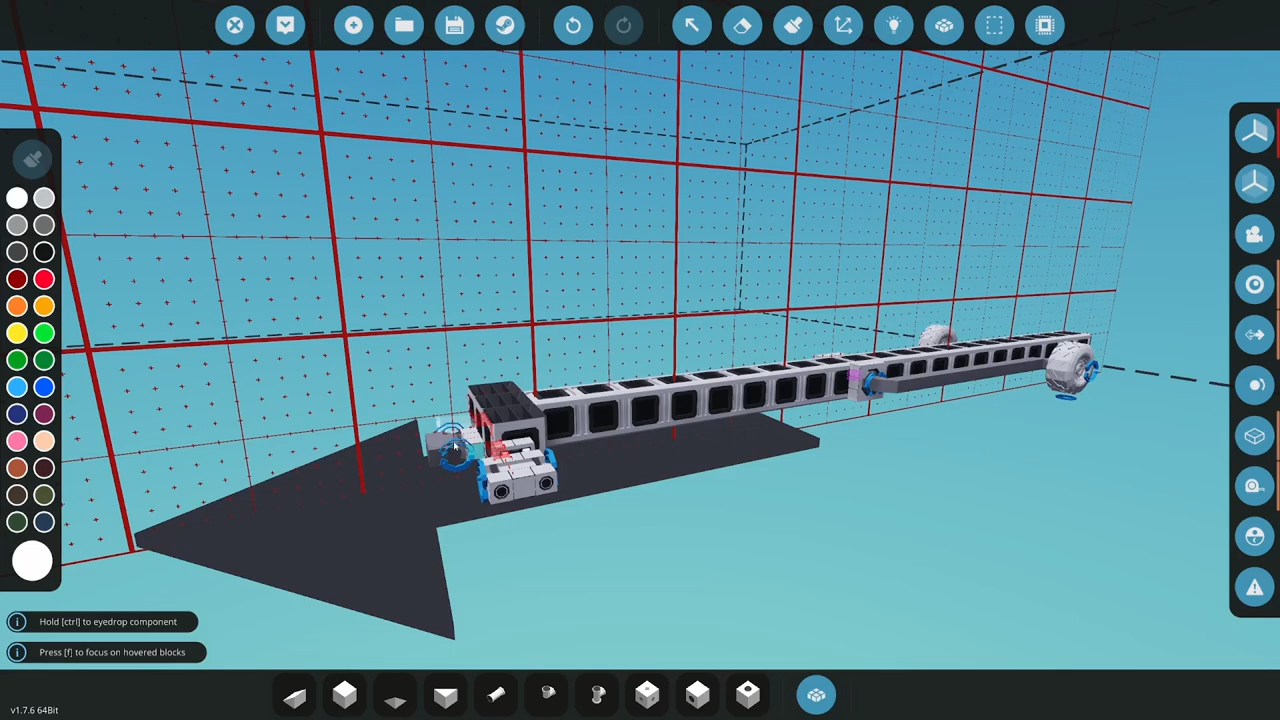 Hold [ctrl] to eyedrop component
Press [f] to focus on hovered blocks
v1.7.6 64Bit